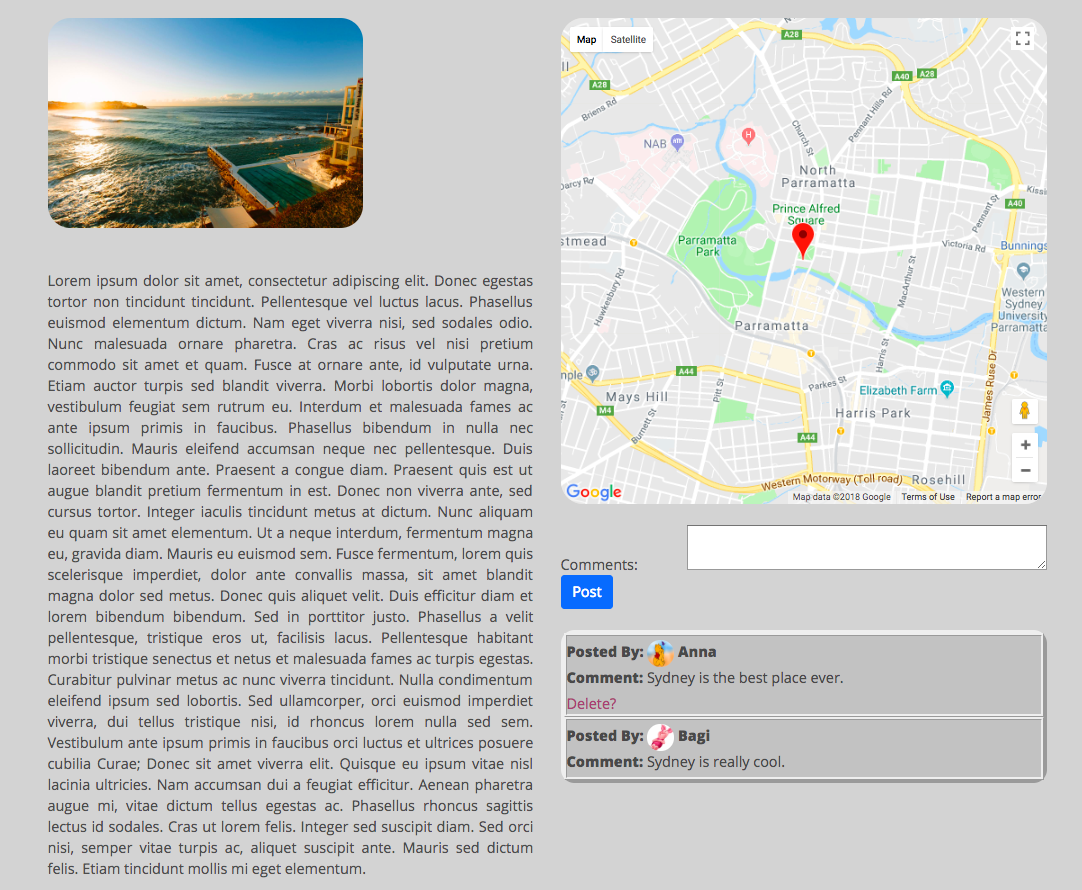 Lorem ipsum dolor sit amet, consectetur adipiscing elit. Donec egestas
tortor non tincidunt tincidunt. Pellentesque vel luctus lacus. Phasellus
euismod elementum dictum. Nam eget viverra nisi, sed sodales odio.
Nunc malesuada ornare pharetra. Cras ac risus vel nisi pretium
commodo sit amet et quam. Fusce at ornare ante, id vulputate urna.
Etiam auctor turpis sed blandit viverra. Morbi lobortis dolor magna,
vestibulum feugiat sem rutrum eu. Interdum et malesuada fames ac
ante ipsum primis in faucibus. Phasellus bibendum in nulla nec
sollicitudin. Mauris eleifend accumsan neque nec pellentesque. Duis
laoreet bibendum ante. Praesent a congue diam. Praesent quis est ut
augue blandit pretium fermentum in est. Donec non viverra ante, sed
cursus tortor. Integer iaculis tincidunt metus at dictum. Nunc aliquam
eu quam sit amet elementum. Ut a neque interdum, fermentum magna
eu, gravida diam. Mauris eu euismod sem. Fusce fermentum, lorem quis
scelerisque imperdiet, dolor ante convallis massa, sit amet blandit
magna dolor sed metus. Donec quis aliquet velit. Duis efficitur diam et
lorem bibendum bibendum. Sed in porttitor justo. Phasellus a velit
pellentesque, tristique eros ut, facilisis lacus. Pellentesque habitant
morbi tristique senectus et netus et malesuada fames ac turpis egestas.
Curabitur pulvinar metus ac nunc viverra tincidunt. Nulla condimentum
eleifend ipsum sed lobortis. Sed ullamcorper, orci euismod imperdiet
viverra, dui tellus tristique nisi, id rhoncus lorem nulla sed sem.
Vestibulum ante ipsum primis in faucibus orci luctus et ultrices posuere
cubilia Curae; Donec sit amet viverra elit. Quisque eu ipsum vitae nisl
lacinia ultricies. Nam accumsan dui a feugiat efficitur. Aenean pharetra
augue mi, vitae dictum tellus egestas ac. Phasellus rhoncus sagittis
lectus id sodales. Cras ut lorem felis. Integer sed suscipit diam. Sed orci
nisi, semper vitae turpis ac, aliquet suscipit ante. Mauris sed dictum
felis. Etiam tincidunt mollis mi eget elementum.
Map Satellite
A28
A28
A40 A28
Briens Rd
Pennant Hills Rd
Church St
NAB
ATM
H
North
Parramatta
Darcy Rd
Kissi
A40
Pennant St
Prince Alfred
Square
Parramatta
Park
stmead
Victoria Rd
Bunnings
MacArthur St
Hawkesbury Rd
Western
Sydney
University
Parramatta
Parramatta
Harris St
nple
A44
Parkes St
Pitt St
James Ruse Dr
Elizabeth Farm
Mays Hill
M4
Burnett St
Harris Park
A44
Western Motorway (Toll road)
Rosehill
Google
Map data ©2018 Google Terms of Use Report a map error
Comments:
Post
Posted By: Anna
Comment: Sydney is the best place ever.
Delete?
Posted By: Bagi
Comment: Sydney is really cool.